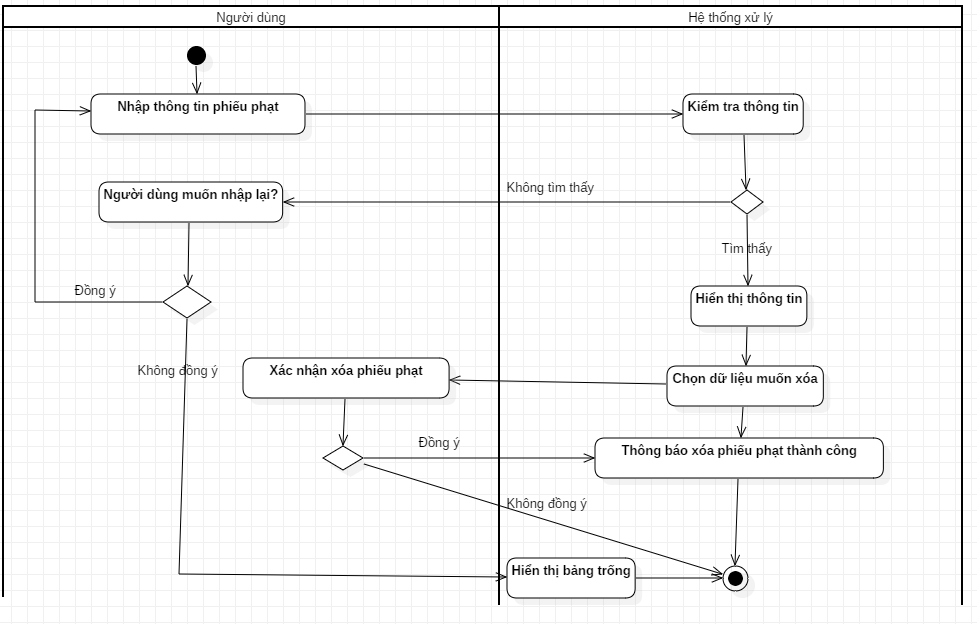 Người dùng
Hệ thống xử lý
Nhập thông tin phiếu phạt
Kiểm tra thông tin
Người dùng muốn nhập lại?
Không tìm thấy
Tìm thấy
Đồng ý
Hiển thị thông tin
Không đồng ý
Xác nhận xóa phiếu phạt
Chọn dữ liệu muốn xóa
Đồng ý
Thông báo xóa phiếu phạt thành công
Không đồng ý
Hiển thị bảng trống